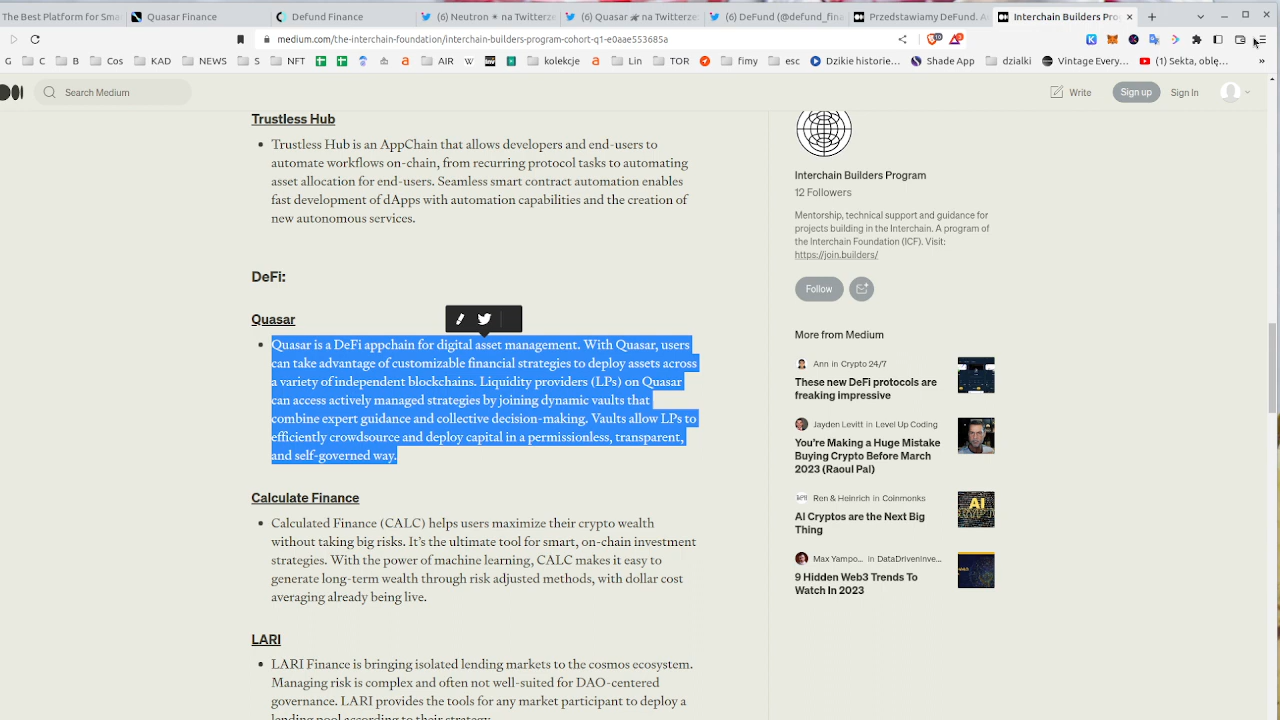 The Best Platform for Sma
Quasar Finance
Defund Finance
(6) Neutron na Twitterze
(6) Quasar na Twitterze:
(6) DeFund (@defund_fina
Przedstawiamy DeFund. A
Interchain Builders Pro
medium.com/the-interchain-foundation/interchain-builders-program-cohort-q1-e0aae553685a
G C B Cos KAD NEWS S NFT AIR kolekcje Lin TOR fimy esc Dzikie historie... Shade App dzialki Vintage Every... (1) Sekta, oblę...
Search Medium
Write
Sign up
Sign In
Trustless Hub
Trustless Hub is an AppChain that allows developers and end-users to
automate workflows on-chain, from recurring protocol tasks to automating
asset allocation for end-users. Seamless smart contract automation enables
fast development of dApps with automation capabilities and the creation of
new autonomous services.
DeFi:
Quasar
Quasar is a DeFi appchain for digital asset management. With Quasar, users
can take advantage of customizable financial strategies to deploy assets across
a variety of independent blockchains. Liquidity providers (LPs) on Quasar
can access actively managed strategies by joining dynamic vaults that
combine expert guidance and collective decision-making. Vaults allow LPs to
efficiently crowdsource and deploy capital in a permissionless, transparent,
and self-governed way.
Calculate Finance
Calculated Finance (CALC) helps users maximize their crypto wealth
without taking big risks. It's the ultimate tool for smart, on-chain investment
strategies. With the power of machine learning, CALC makes it easy to
generate long-term wealth through risk adjusted methods, with dollar cost
averaging already being live.
LARI
LARI Finance is bringing isolated lending markets to the cosmos ecosystem.
Managing risk is complex and often not well-suited for DAO-centered
governance. LARI provides the tools for any market participant to deploy a
lending pool according to their strategy.
Interchain Builders Program
12 Followers
Mentorship, technical support and guidance for
projects building in the Interchain. A program of
the Interchain Foundation (ICF). Visit:
https://join.builders/
Follow
More from Medium
Ann in Crypto 24/7
These new DeFi protocols are
freaking impressive
Jayden Levitt in Level Up Coding
You're Making a Huge Mistake
Buying Crypto Before March
2023 (Raoul Pal)
Ren & Heinrich in Coinmonks
AI Cryptos are the Next Big
Thing
AI
Max Yampo... in DataDrivenInve...
9 Hidden Web3 Trends To
Watch In 2023